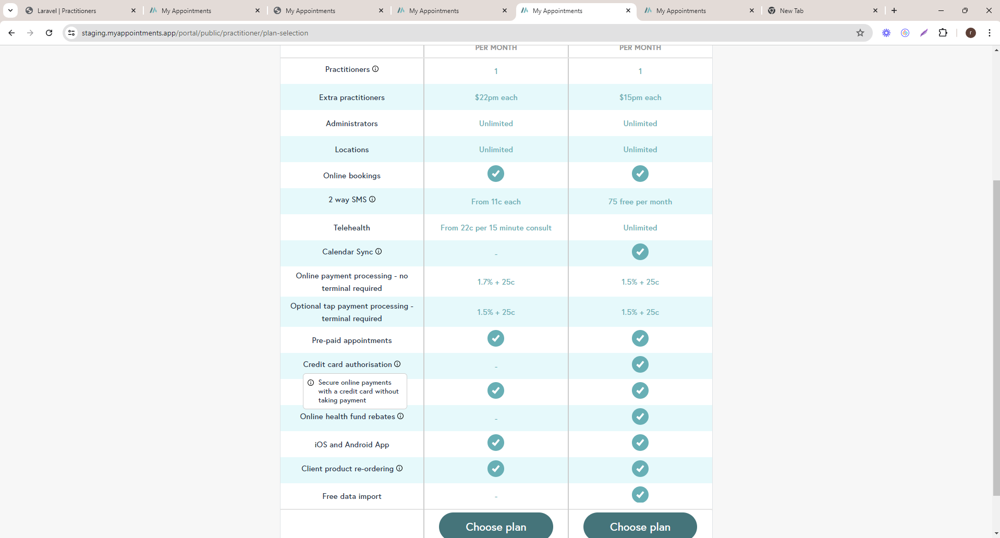 Laravel | Practitioners
My Appointments
My Appointments
My Appointments
My Appointments
My Appointments
New Tab
staging.myappointments.app/portal/public/practitioner/plan-selection
r
PER MONTH PER MONTH
Practitioners 1 1
Extra practitioners $22pm each $15pm each
Administrators Unlimited Unlimited
Locations Unlimited Unlimited
Online bookings
2 way SMS From 11c each 75 free per month
Telehealth From 22c per 15 minute consult Unlimited
Calendar Sync -
Online payment processing - no
terminal required 1.7% + 25c 1.5% + 25c
Optional tap payment processing -
terminal required 1.5% + 25c 1.5% + 25c
Pre-paid appointments
Credit card authorisation -
Secure online payments
with a credit card without
taking payment
Online health fund rebates -
iOS and Android App
Client product re-ordering
Free data import -
Choose plan Choose plan